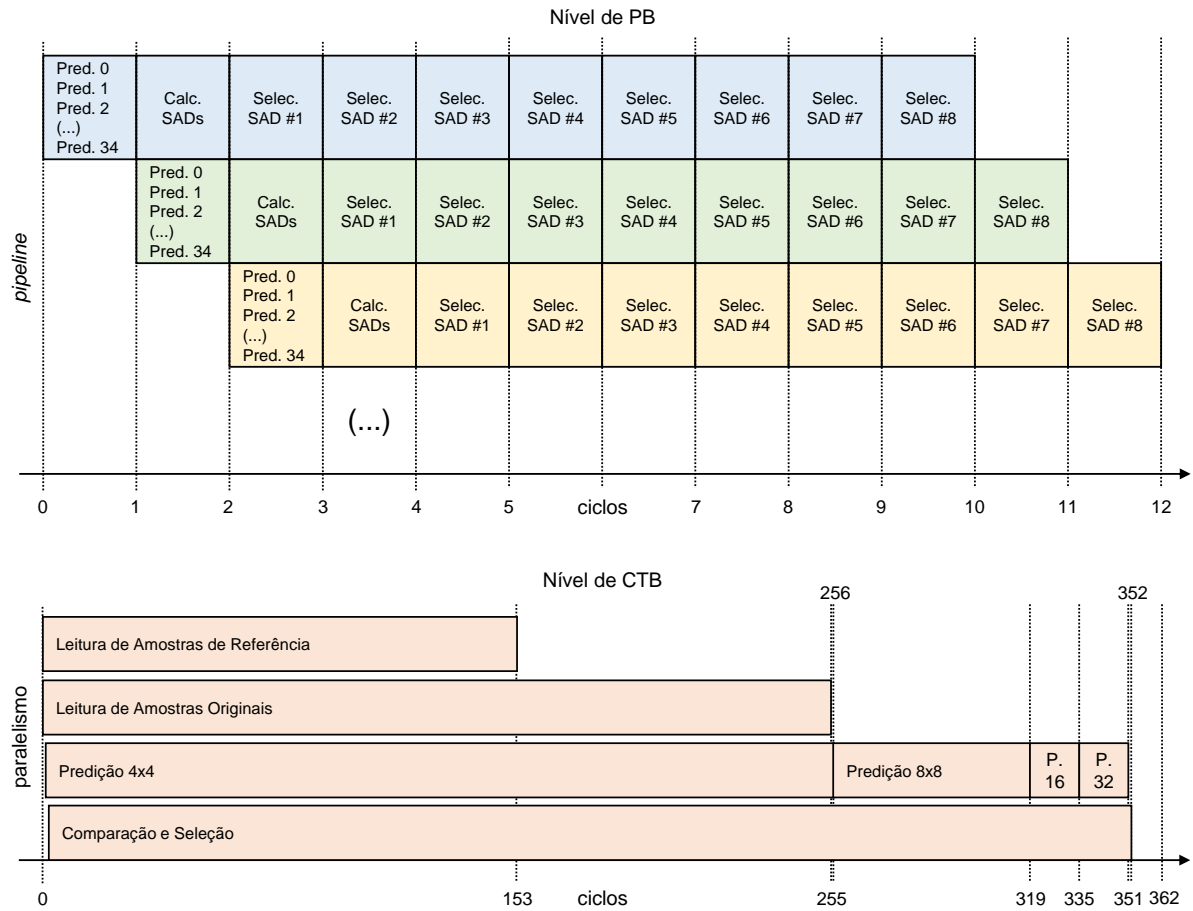 Nível de PB
Pred. 0
Pred. 1
Pred. 2
(...)
Pred. 34
Calc.
SADs
Selec.
SAD #1
Selec.
SAD #2
Selec.
SAD #3
Selec.
SAD #4
Selec.
SAD #5
Selec.
SAD #6
Selec.
SAD #7
Selec.
SAD #8
Pred. 0
Pred. 1
Pred. 2
(...)
Pred. 34
Calc.
SADs
Selec.
SAD #1
Selec.
SAD #2
Selec.
SAD #3
Selec.
SAD #4
Selec.
SAD #5
Selec.
SAD #6
Selec.
SAD #7
Selec.
SAD #8
Pred. 0
Pred. 1
Pred. 2
(...)
Pred. 34
Calc.
SADs
Selec.
SAD #1
Selec.
SAD #2
Selec.
SAD #3
Selec.
SAD #4
Selec.
SAD #5
Selec.
SAD #6
Selec.
SAD #7
Selec.
SAD #8
pipeline
(...)
0 1 2 3 4 5 ciclos 7 8 9 10 11 12
Nível de CTB
256 352
Leitura de Amostras de Referência
Leitura de Amostras Originais
Predição 4x4
Predição 8x8
P.
16
P.
32
Comparação e Seleção
paralelismo
0 153 ciclos 255 319 335 351 362